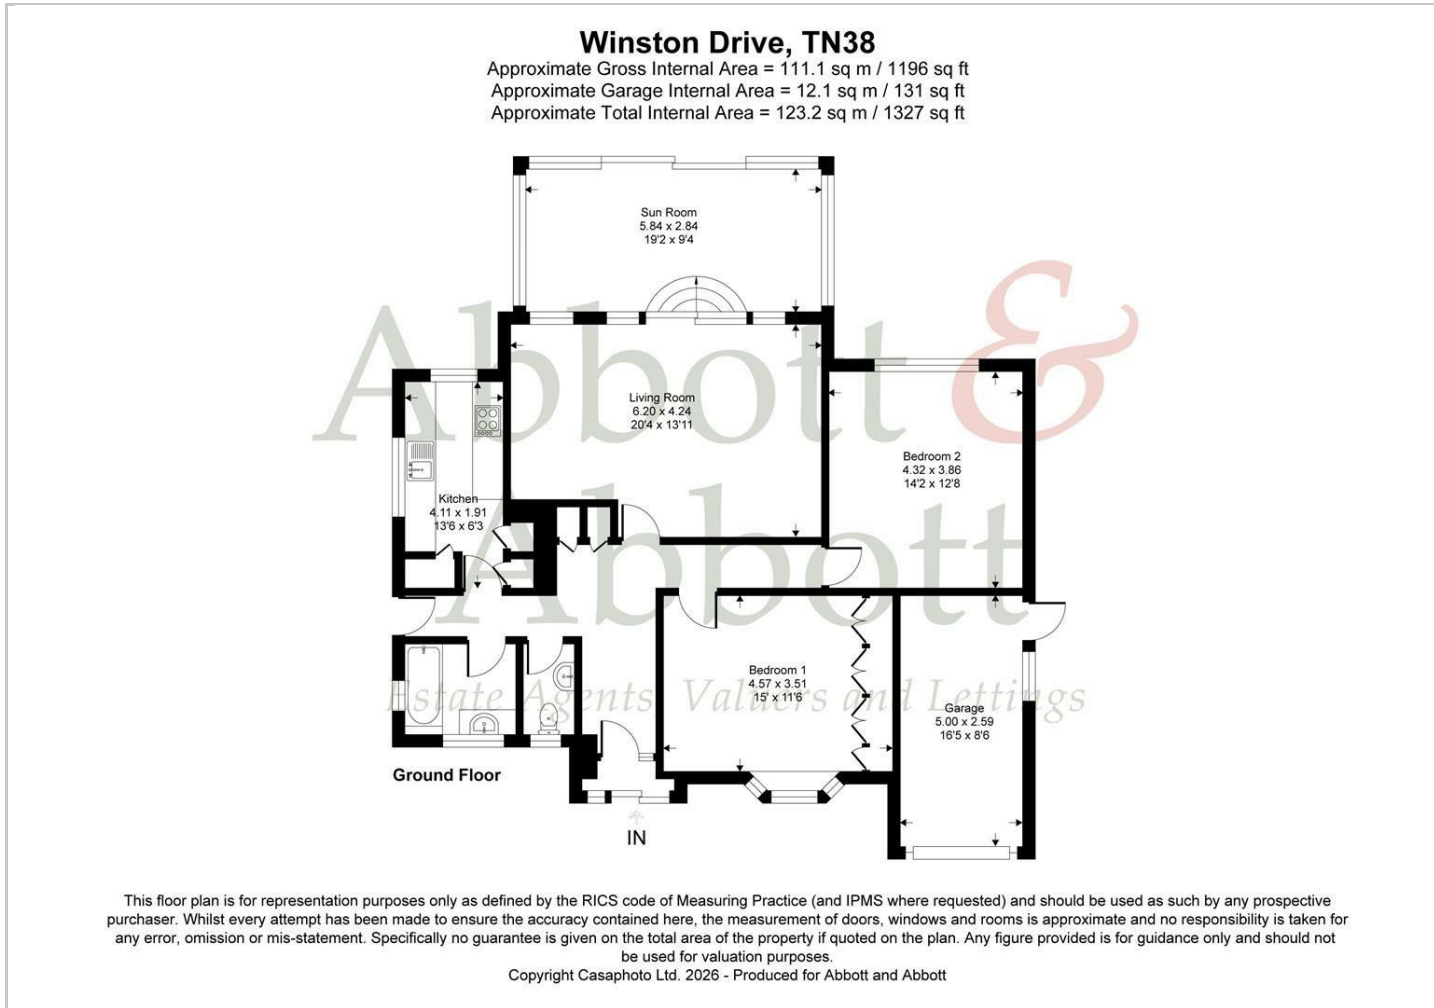 Winston Drive, TN38
Approximate Gross Internal Area = 111.1 sq m / 1196 sq ft
Approximate Garage Internal Area = 12.1 sq m / 131 sq ft
Approximate Total Internal Area = 123.2 sq m / 1327 sq ft
Sun Room
5.84 x 2.84
19'2 x 9'4
Abbott &
Abbott
Estate Agents, Valuers and Lettings
Living Room
6.20 x 4.24
20'4 x 13'11
Bedroom 2
4.32 x 3.86
14'2 x 12'8
Kitchen
4.11 x 1.91
13'6 x 6'3
Bedroom 1
4.57 x 3.51
15' x 11'6
Garage
5.00 x 2.59
16'5 x 8'6
Ground Floor
IN
This floor plan is for representation purposes only as defined by the RICS code of Measuring Practice (and IPMS where requested) and should be used as such by any prospective
purchaser. Whilst every attempt has been made to ensure the accuracy contained here, the measurement of doors, windows and rooms is approximate and no responsibility is taken for
any error, omission or mis-statement. Specifically no guarantee is given on the total area of the property if quoted on the plan. Any figure provided is for guidance only and should not
be used for valuation purposes.
Copyright Casaphoto Ltd. 2026 - Produced for Abbott and Abbott